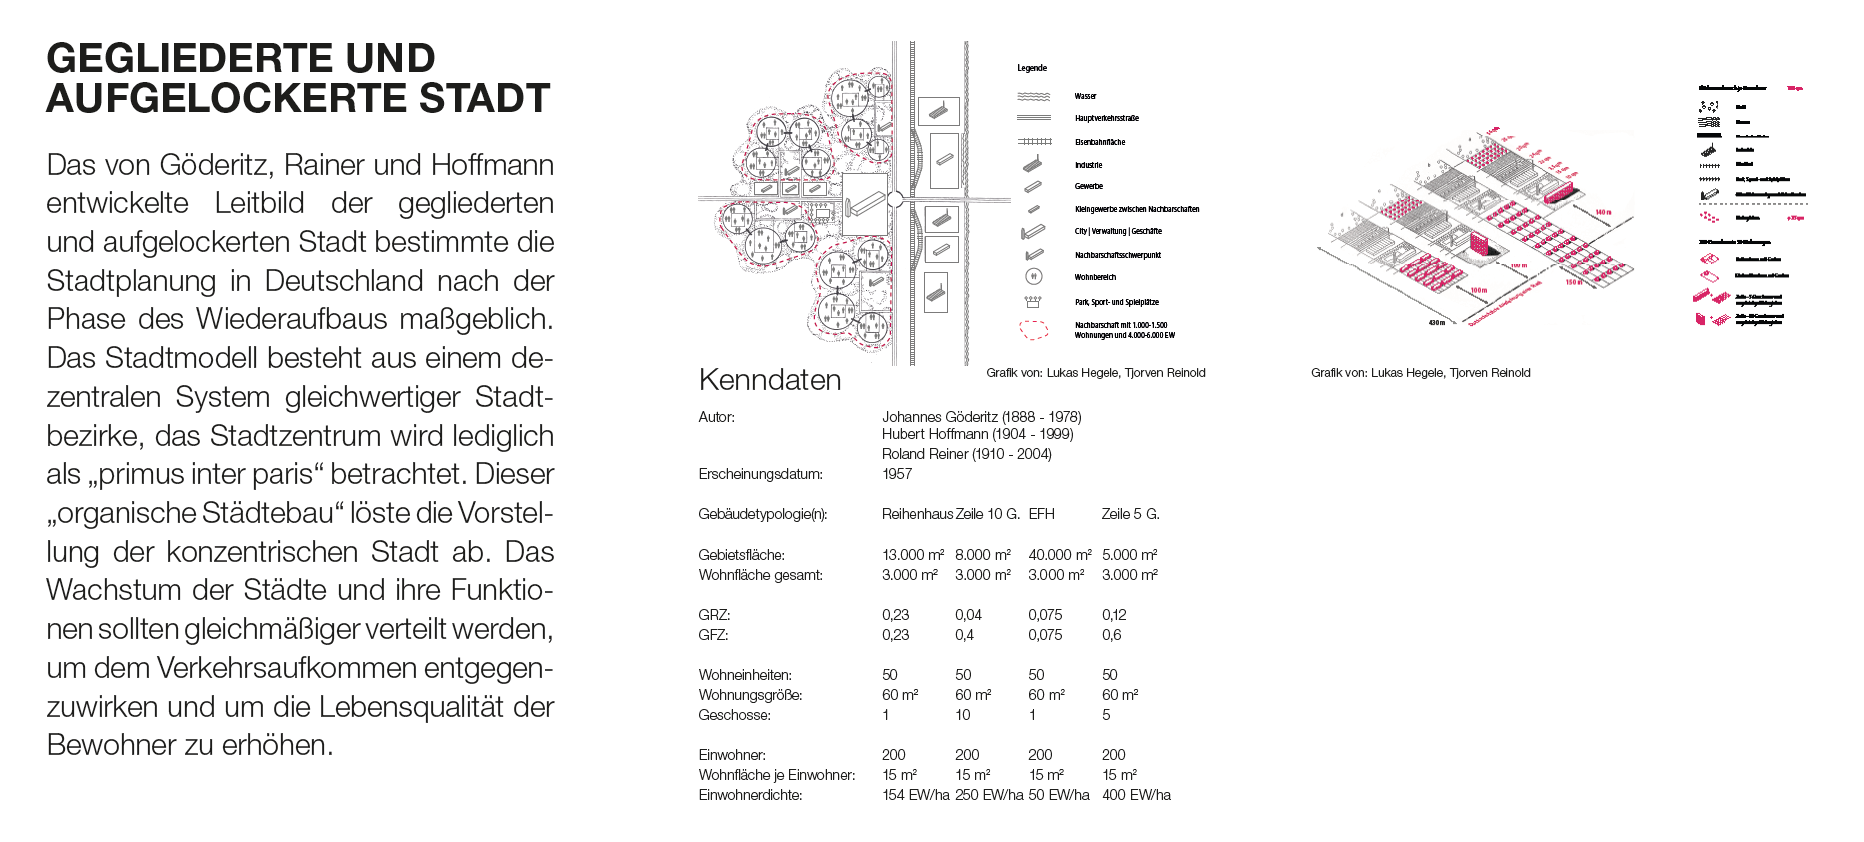 GEGLIEDERTE UND
AUFGELOCKERTE STADT
Das von Göderitz, Rainer und Hoffmann
entwickelte Leitbild der gegliederten
und aufgelockerten Stadt bestimmte die
Stadtplanung in Deutschland nach der
Phase des Wiederaufbaus maßgeblich.
Das Stadtmodell besteht aus einem de-
zentralen System gleichwertiger Stadt-
bezirke, das Stadtzentrum wird lediglich
als „primus inter paris“ betrachtet. Dieser
„organische Städtebau“ löste die Vorstel-
lung der konzentrischen Stadt ab. Das
Wachstum der Städte und ihre Funktio-
nen sollten gleichmäßiger verteilt werden,
um dem Verkehrsaufkommen entgegen-
zuwirken und um die Lebensqualität der
Bewohner zu erhöhen.
Legende
Wasser
Hauptverkehrsstraße
Eisenbahnfläche
Industrie
Gewerbe
Kleingewerbe zwischen Nachbarschaften
City | Verwaltung | Geschäfte
Nachbarschaftsschwerpunkt
Wohnbereich
Park, Sport- und Spielplätze
Nachbarschaft mit 1.000-1.500
Wohnungen und 4.000-6.000 EW
Grafik von: Lukas Hegele, Tjorven Reinold
Kenndaten
Autor: Johannes Göderitz (1888 - 1978)
Hubert Hoffmann (1904 - 1999)
Roland Reiner (1910 - 2004)
Erscheinungsdatum: 1957
Gebäudetypologie(n): Reihenhaus Zeile 10 G. EFH Zeile 5 G.
Gebietsfläche: 13.000 m² 8.000 m² 40.000 m² 5.000 m²
Wohnfläche gesamt: 3.000 m² 3.000 m² 3.000 m² 3.000 m²
GRZ: 0,23 0,04 0,075 0,12
GFZ: 0,23 0,4 0,075 0,6
Wohneinheiten: 50 50 50 50
Wohnungsgröße: 60 m² 60 m² 60 m² 60 m²
Geschosse: 1 10 1 5
Einwohner: 200 200 200 200
Wohnfläche je Einwohner: 15 m² 15 m² 15 m² 15 m²
Einwohnerdichte: 154 EW/ha 250 EW/ha 50 EW/ha 400 EW/ha
140 m
100 m
150 m
100 m
430 m
Grafik von: Lukas Hegele, Tjorven Reinold